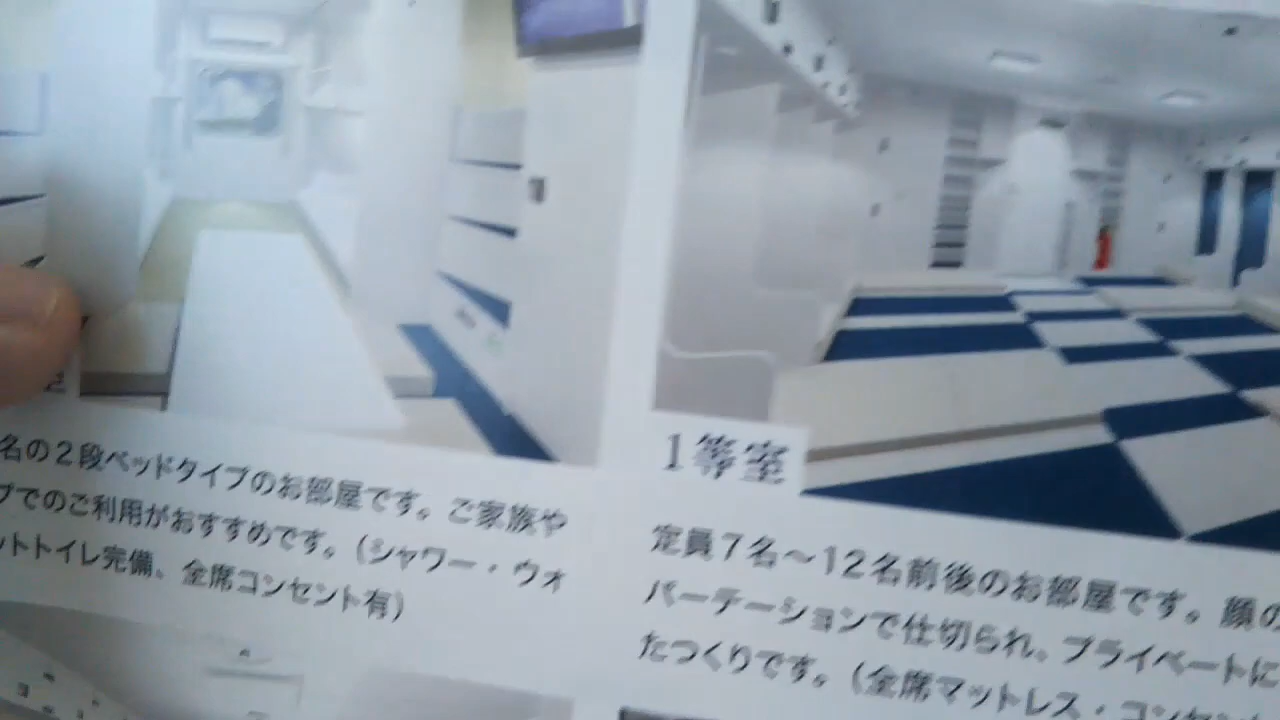 名の2段ベッドタイプのお部屋です。ご家族や
プでのご利用がおすすめです。(シャワー・ウォ
ットトイレ完備、全席コンセント有)
1等室
定員7名～12名前後のお部屋です。顔の
パーテーションで仕切られ、プライベートに
たつくりです。(全席マットレス・コンセント